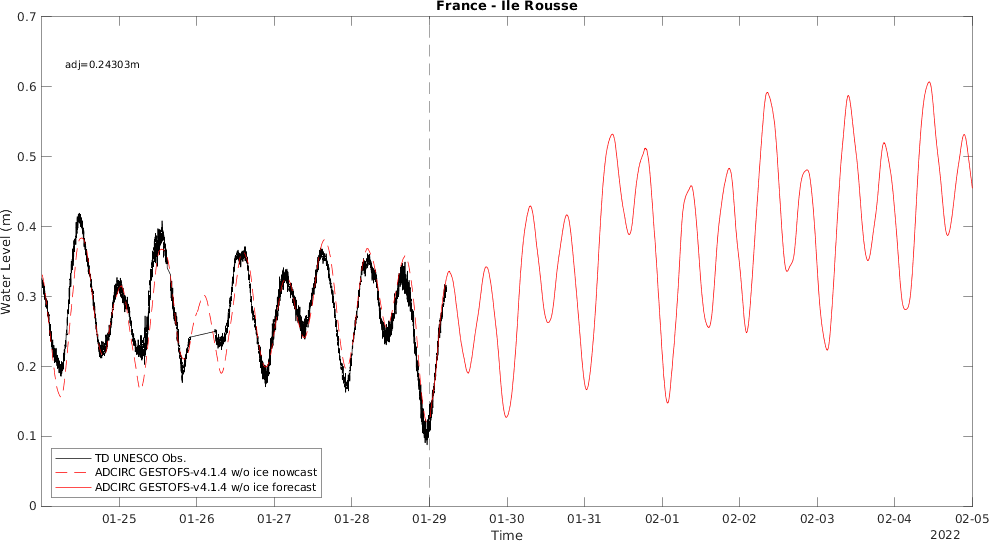 France - Ile Rousse
adj=0.24303m
0.7
0.6
0.5
0.4
0.3
0.2
0.1
0
Water Level (m)
TD UNESCO Obs.
ADCIRC GESTOFS-v4.1.4 w/o ice nowcast
ADCIRC GESTOFS-v4.1.4 w/o ice forecast
01-25 01-26 01-27 01-28 01-29 01-30 01-31 02-01 02-02 02-03 02-04 02-05
Time
2022